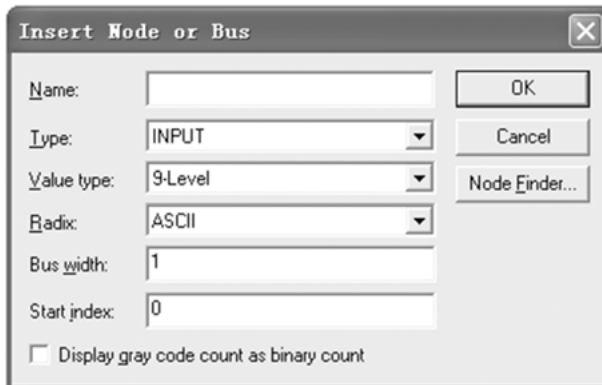 Insert Node or Bus
Name:
OK
Type: INPUT
Cancel
Value type: 9-Level
Node Finder...
Radix: ASCII
Bus width: 1
Start index: 0
Display gray code count as binary count